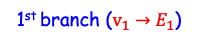 1ˢᵗ branch (v₁ → E₁)